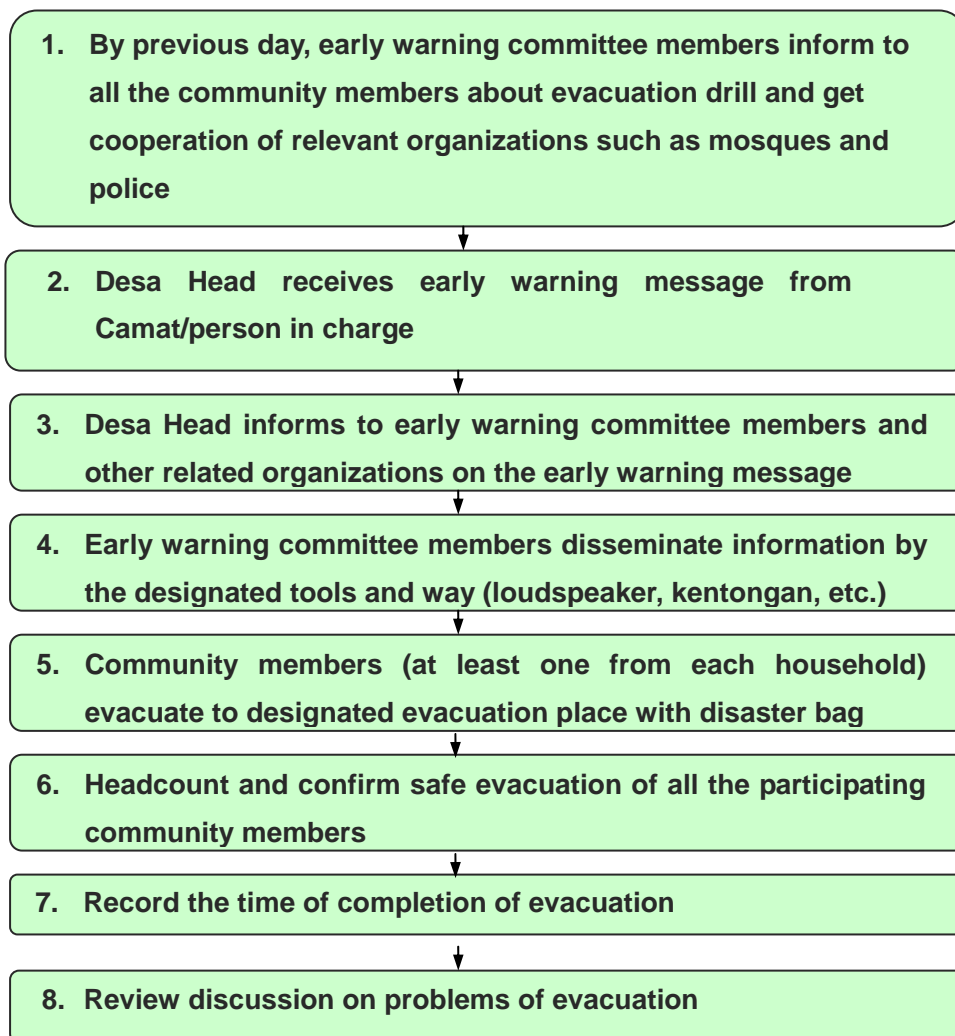 1. By previous day, early warning committee members inform to
all the community members about evacuation drill and get
cooperation of relevant organizations such as mosques and
police
2. Desa Head receives early warning message from
Camat/person in charge
3. Desa Head informs to early warning committee members and
other related organizations on the early warning message
4. Early warning committee members disseminate information by
the designated tools and way (loudspeaker, kentongan, etc.)
5. Community members (at least one from each household)
evacuate to designated evacuation place with disaster bag
6. Headcount and confirm safe evacuation of all the participating
community members
7. Record the time of completion of evacuation
8. Review discussion on problems of evacuation